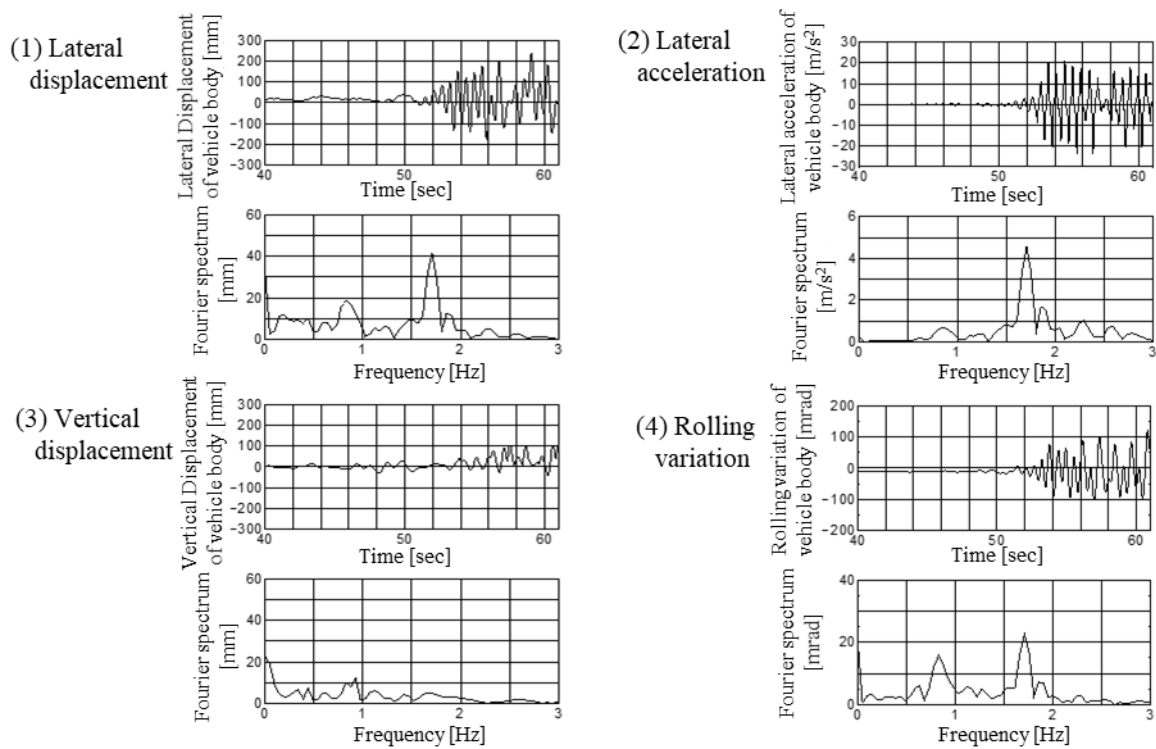 (1) Lateral
displacement
Lateral Displacement
of vehicle body [mm]
300
200
100
0
-100
-200
-300
40
50
60
Time [sec]
Fourier spectrum
[mm]
60
40
20
0
0
1
2
3
Frequency [Hz]
(2) Lateral
acceleration
Lateral acceleration of
vehicle body [m/s²]
30
20
10
0
-10
-20
-30
40
50
60
Time [sec]
Fourier spectrum
[m/s²]
6
4
2
0
0
1
2
3
Frequency [Hz]
(3) Vertical
displacement
Vertical Displacement
of vehicle body [mm]
300
200
100
0
-100
-200
-300
40
50
60
Time [sec]
Fourier spectrum
[mm]
60
40
20
0
0
1
2
3
Frequency [Hz]
(4) Rolling
variation
Rolling variation of
vehicle body [mrad]
200
100
0
-100
-200
40
50
60
Time [sec]
Fourier spectrum
[mrad]
40
20
0
0
1
2
3
Frequency [Hz]